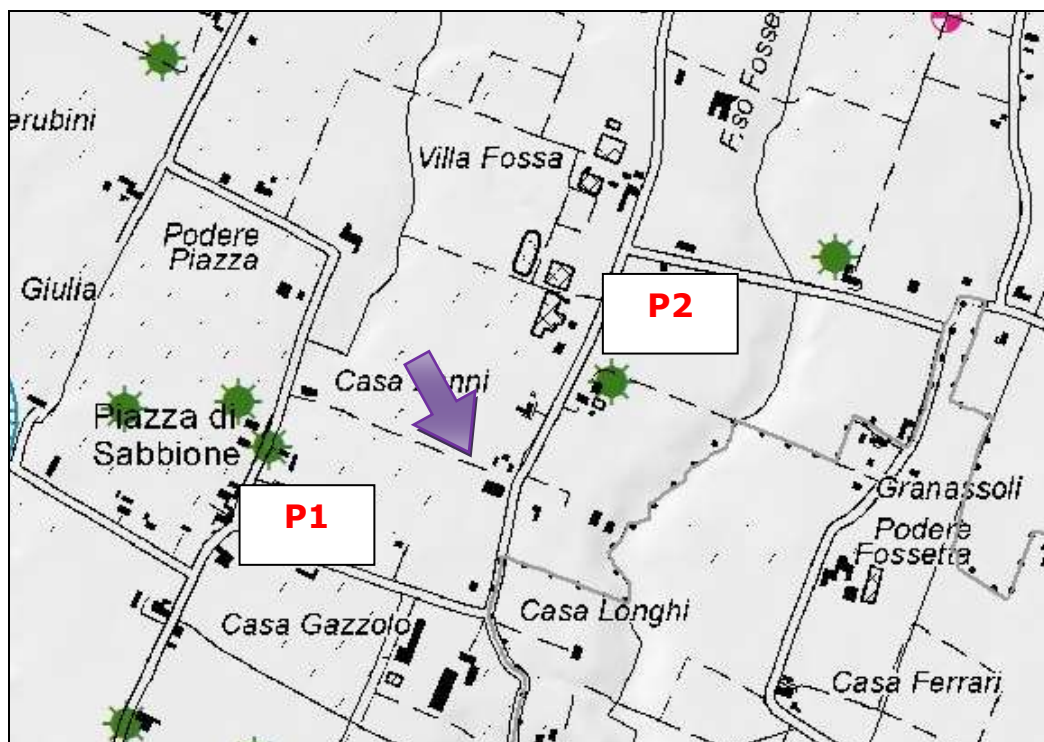 F.so Fosse
erubini
Villa Fossa
Podere
Piazza
Giulia
P2
Casa
Piazza di
Sabbione
Granassoli
P1
Podere
Fossetta
Casa Longhi
Casa Gazzolo
Casa Ferrari